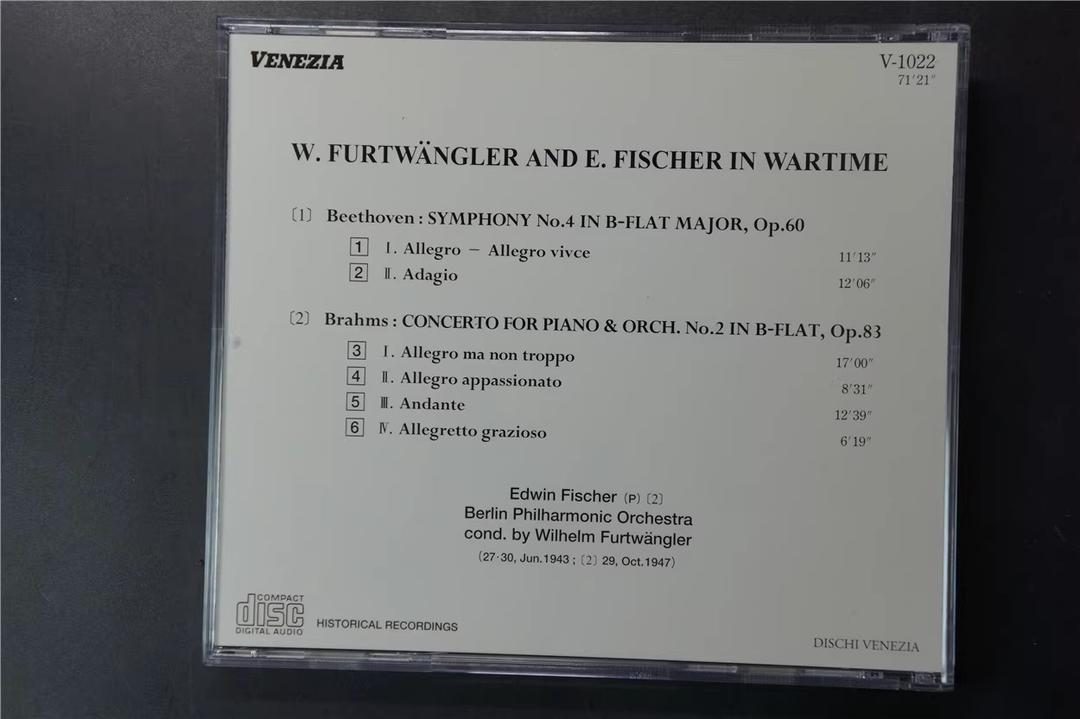 VENEZIA
V-1022
71'21"
W. FURTWÄNGLER AND E. FISCHER IN WARTIME
〔1〕 Beethoven : SYMPHONY No.4 IN B-FLAT MAJOR, Op.60
1 Ⅰ. Allegro — Allegro vivce 11'13"
2 Ⅱ. Adagio 12'06"
〔2〕 Brahms : CONCERTO FOR PIANO & ORCH. No.2 IN B-FLAT, Op.83
3 Ⅰ. Allegro ma non troppo 17'00"
4 Ⅱ. Allegro appassionato 8'31"
5 Ⅲ. Andante 12'39"
6 Ⅳ. Allegretto grazioso 6'19"
Edwin Fischer (P)〔2〕
Berlin Philharmonic Orchestra
cond. by Wilhelm Furtwängler
(27·30, Jun.1943 ; 〔2〕 29, Oct.1947)
COMPACT
disc
DIGITAL AUDIO
HISTORICAL RECORDINGS
DISCHI VENEZIA